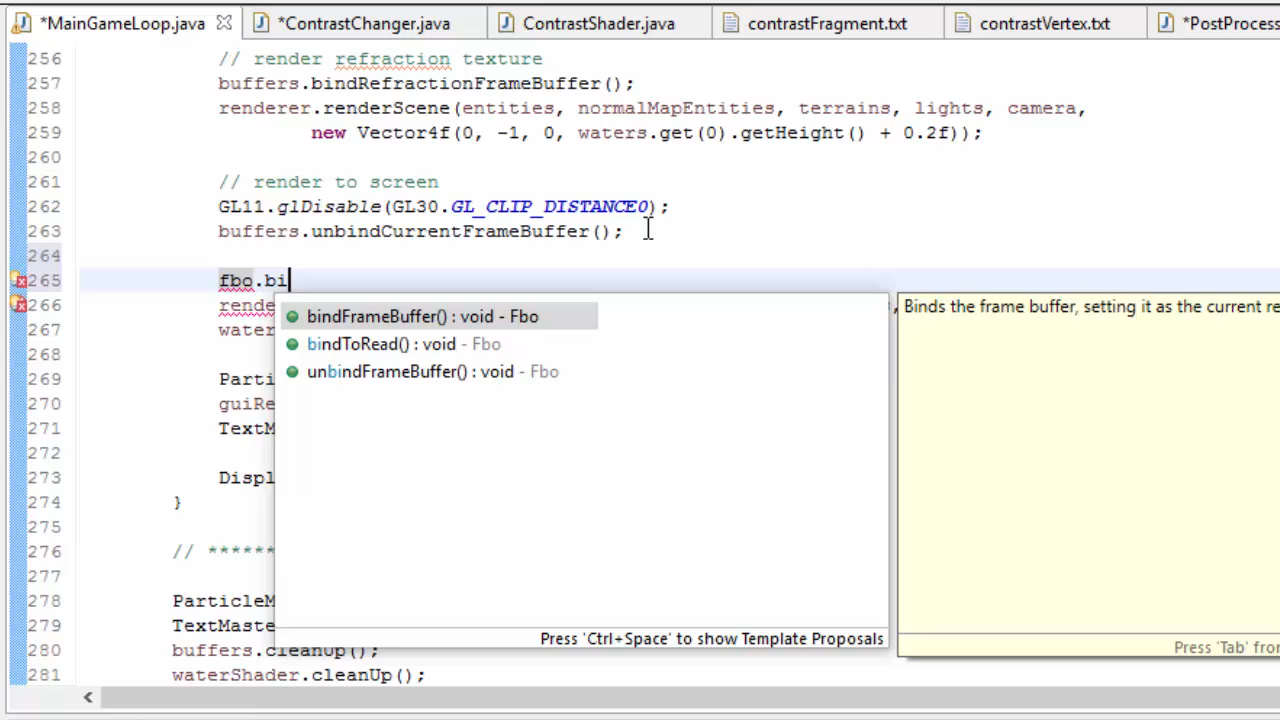 *MainGameLoop.java *ContrastChanger.java ContrastShader.java contrastFragment.txt contrastVertex.txt *PostProcess
256 // render refraction texture
257 buffers.bindRefractionFrameBuffer();
258 renderer.renderScene(entities, normalMapEntities, terrains, lights, camera,
259 new Vector4f(0, -1, 0, waters.get(0).getHeight() + 0.2f));
260
261 // render to screen
262 GL11.glDisable(GL30.GL_CLIP_DISTANCE0);
263 buffers.unbindCurrentFrameBuffer();
264
265 fbo.bi
266 rende
267 water
268
269 Parti
270 guiRe
271 TextM
272
273 Displ
274 }
275
276 // ******
277
278 ParticleM
279 TextMaste
280 buffers.cleanUp();
281 waterShader.cleanUp();
bindFrameBuffer() : void - Fbo
bindToRead() : void - Fbo
unbindFrameBuffer() : void - Fbo
Press 'Ctrl+Space' to show Template Proposals
Binds the frame buffer, setting it as the current re
Press 'Tab' from